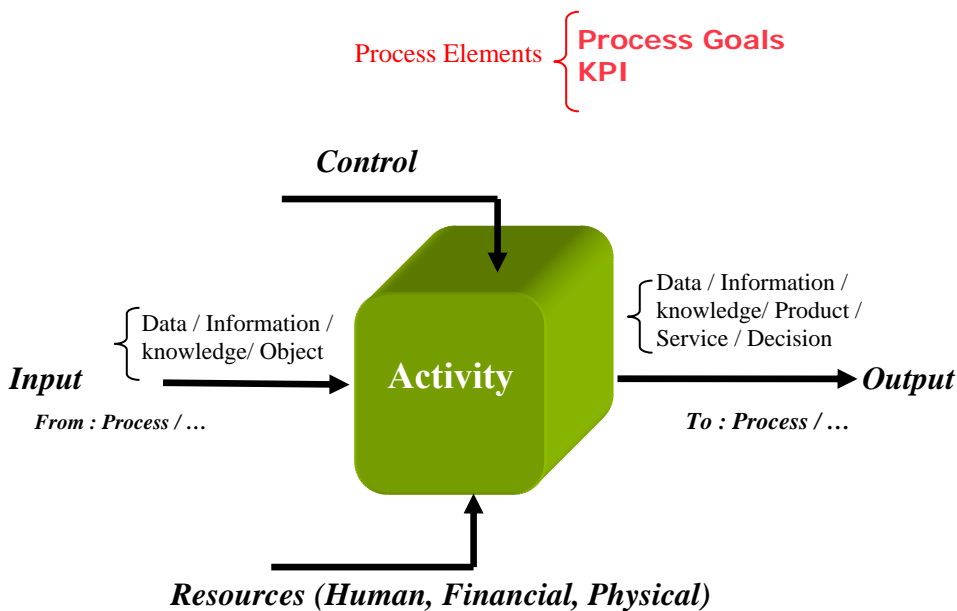 Process Elements
Process Goals
KPI
Control
Data / Information /
knowledge/ Object
Data / Information /
knowledge/ Product /
Service / Decision
Input
Activity
Output
From : Process / …
To : Process / …
Resources (Human, Financial, Physical)